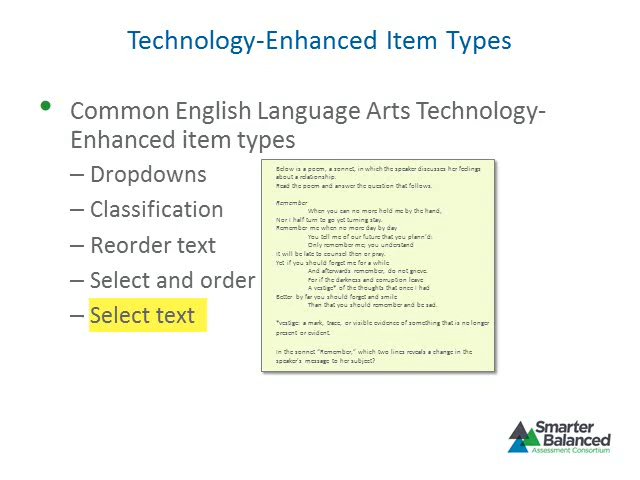 Technology-Enhanced Item Types
• Common English Language Arts Technology-
Enhanced item types
– Dropdowns
– Classification
– Reorder text
– Select and order
– Select text
Below is a poem, a sonnet, in which the speaker discusses her feelings
about a relationship.
Read the poem and answer the question that follows.
Remember
When you can no more hold me by the hand,
Nor I half turn to go yet turning stay.
Remember me when no more day by day
You tell me of our future that you plann'd:
Only remember me; you understand
It will be late to counsel then or pray.
Yet if you should forget me for a while
And afterwards remember, do not grieve.
For if the darkness and corruption leave
A vestige* of the thoughts that once I had
Better by far you should forget and smile
Than that you should remember and be sad.
*vestige: a mark, trace, or visible evidence of something that is no longer
present or evident.
In the sonnet "Remember," which two lines reveal a change in the
speaker's message to her subject?
Smarter
Balanced
Assessment Consortium